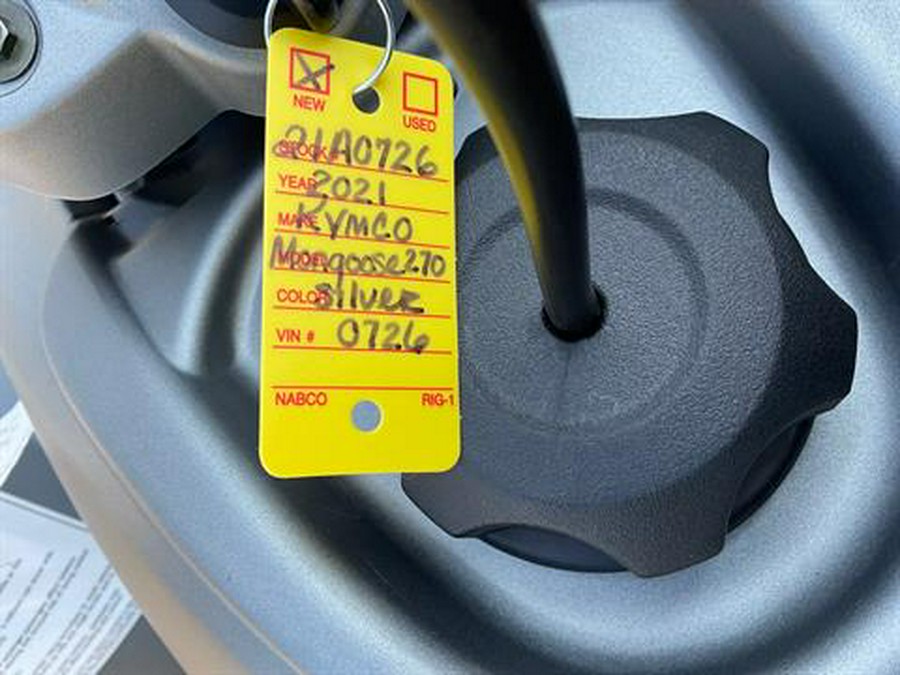 NEW USED
STOCK# 21A0726
YEAR 2021
MAKE KYMCO
MODEL Mongoose 270
COLOR silver
VIN # 0726
NABCO RIG-1